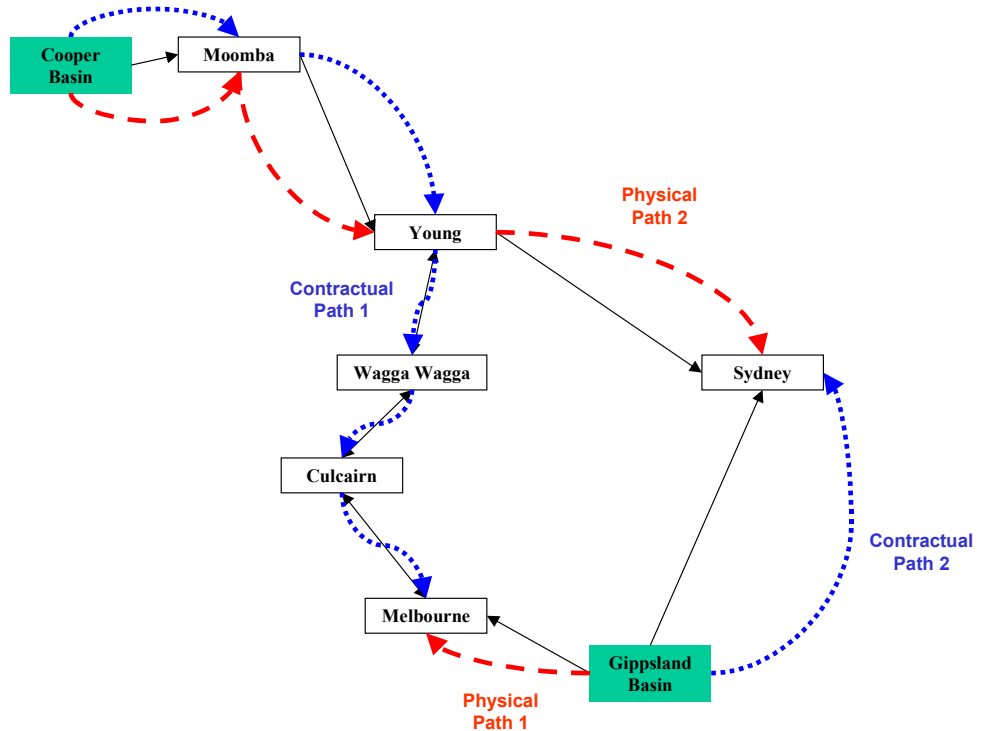 Cooper
Basin
Moomba
Physical
Path 2
Young
Contractual
Path 1
Wagga Wagga
Sydney
Culcairn
Contractual
Path 2
Melbourne
Gippsland
Basin
Physical
Path 1